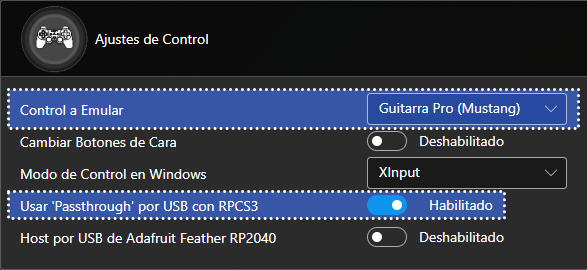 Ajustes de Control
Control a Emular Guitarra Pro (Mustang)
Cambiar Botones de Cara Deshabilitado
Modo de Control en Windows XInput
Usar 'Passthrough' por USB con RPCS3 Habilitado
Host por USB de Adafruit Feather RP2040 Deshabilitado